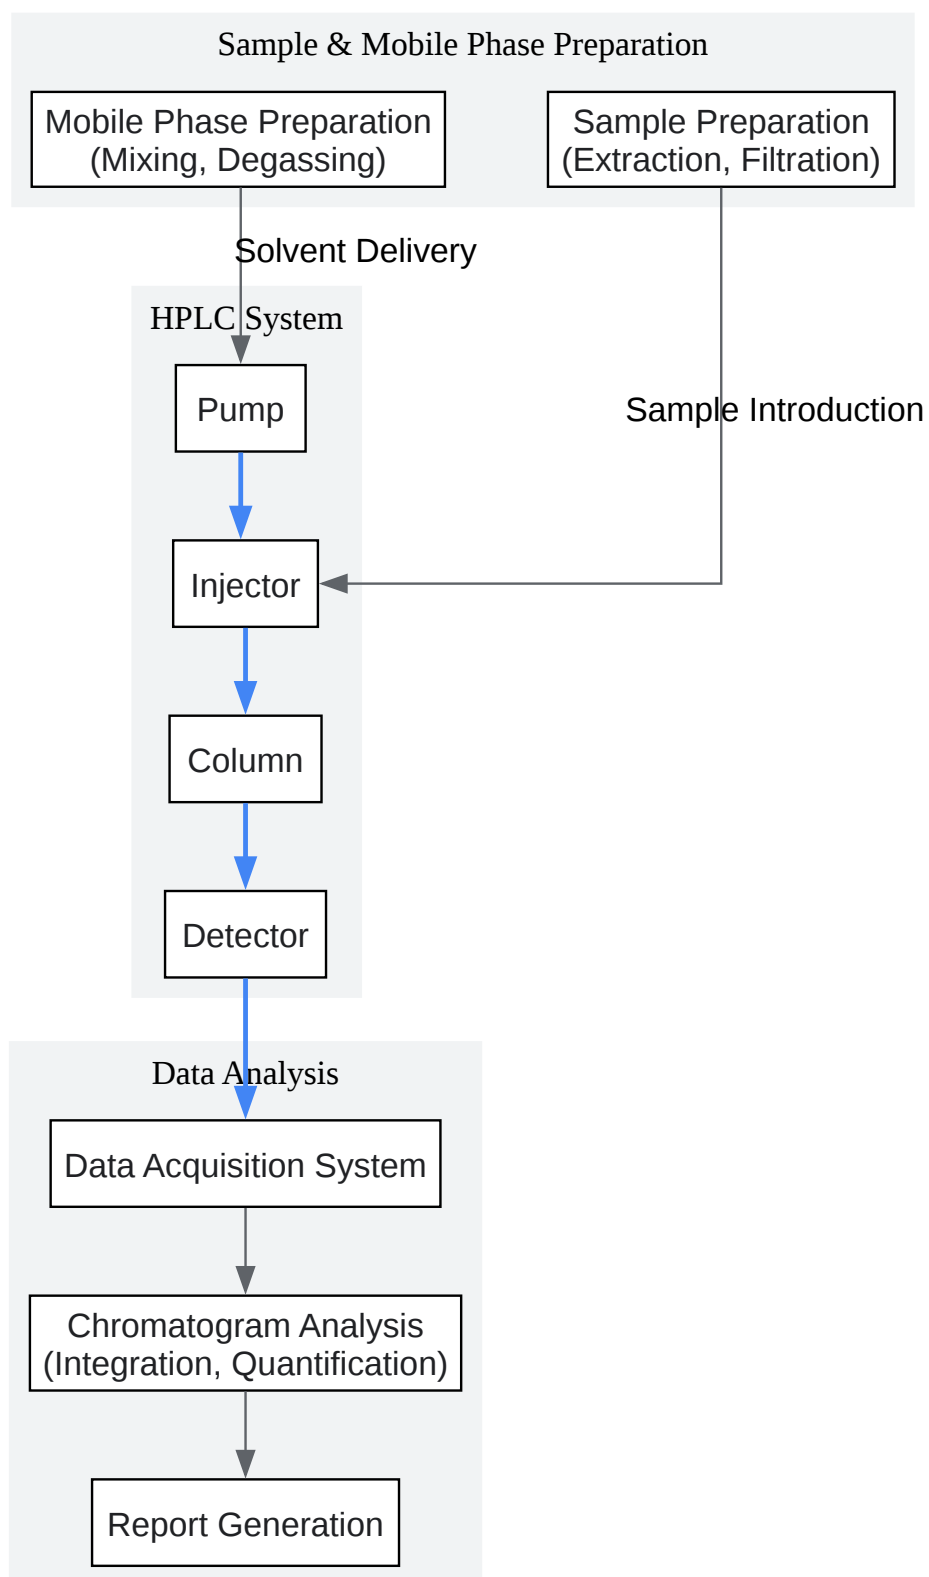 Sample & Mobile Phase Preparation
Mobile Phase Preparation
(Mixing, Degassing)
Sample Preparation
(Extraction, Filtration)
Solvent Delivery
HPLC System
Pump
Sample Introduction
Injector
Column
Detector
Data Analysis
Data Acquisition System
Chromatogram Analysis
(Integration, Quantification)
Report Generation